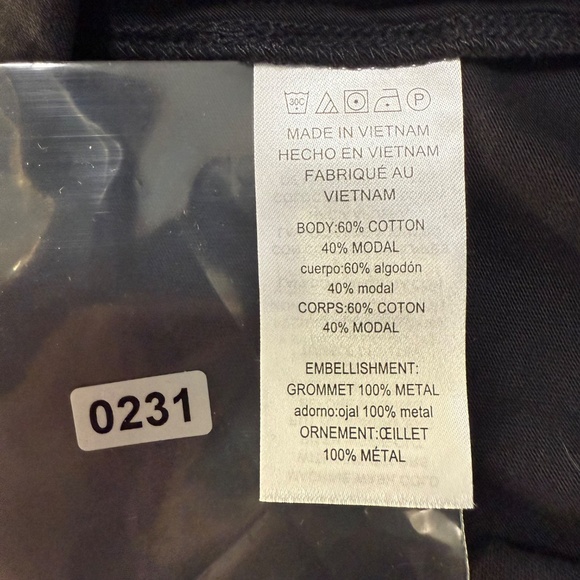 30C P
MADE IN VIETNAM
HECHO EN VIETNAM
FABRIQUÉ AU
VIETNAM
BODY:60% COTTON
40% MODAL
cuerpo:60% algodón
40% modal
CORPS:60% COTON
40% MODAL
EMBELLISHMENT:
GROMMET 100% METAL
adorno:ojal 100% metal
ORNEMENT:ŒILLET
100% MÉTAL
0231